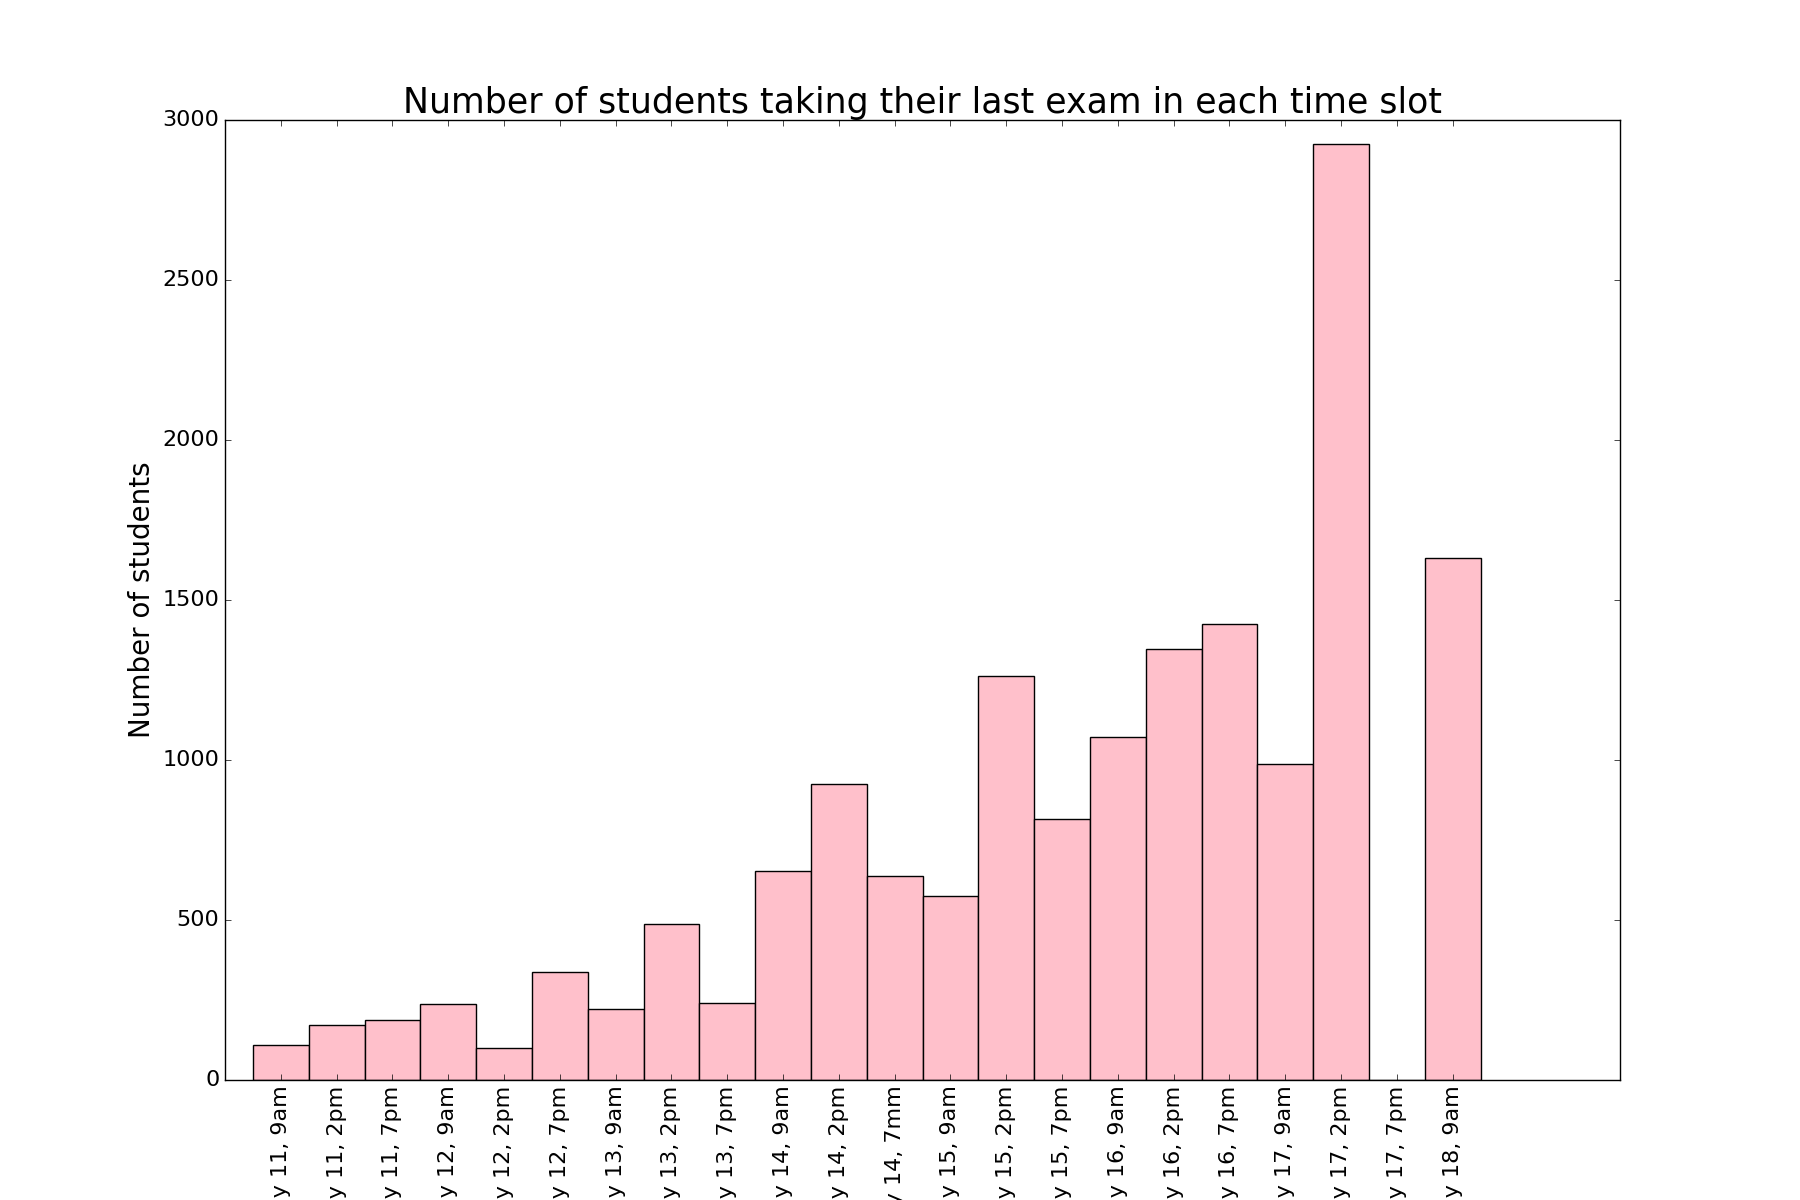 Number of students taking their last exam in each time slot
Number of students
3000
2500
2000
1500
1000
500
0
y 11, 9am
y 11, 2pm
y 11, 7pm
y 12, 9am
y 12, 2pm
y 12, 7pm
y 13, 9am
y 13, 2pm
y 13, 7pm
y 14, 9am
y 14, 2pm
y 14, 7mm
y 15, 9am
y 15, 2pm
y 15, 7pm
y 16, 9am
y 16, 2pm
y 16, 7pm
y 17, 9am
y 17, 2pm
y 17, 7pm
y 18, 9am